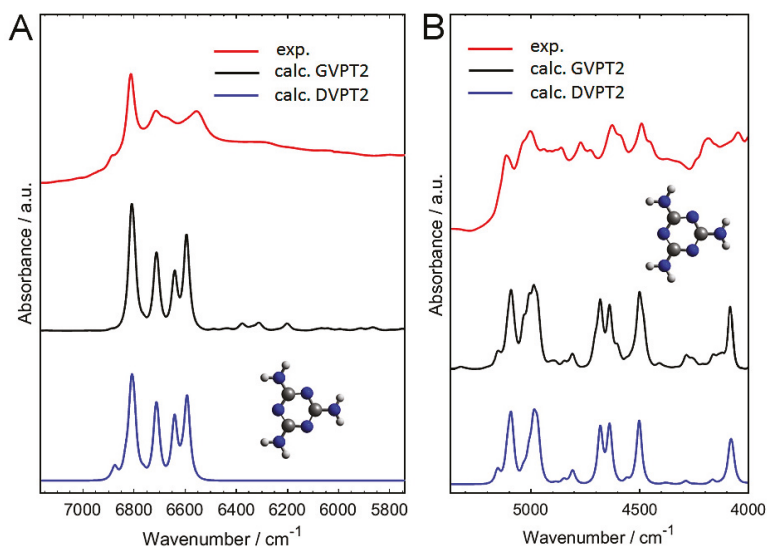 A
exp.
calc. GVPT2
calc. DVPT2
Absorbance / a.u.
7000 6800 6600 6400 6200 6000 5800
Wavenumber / cm⁻¹
B
exp.
calc. GVPT2
calc. DVPT2
Absorbance / a.u.
5000 4500 4000
Wavenumber / cm⁻¹